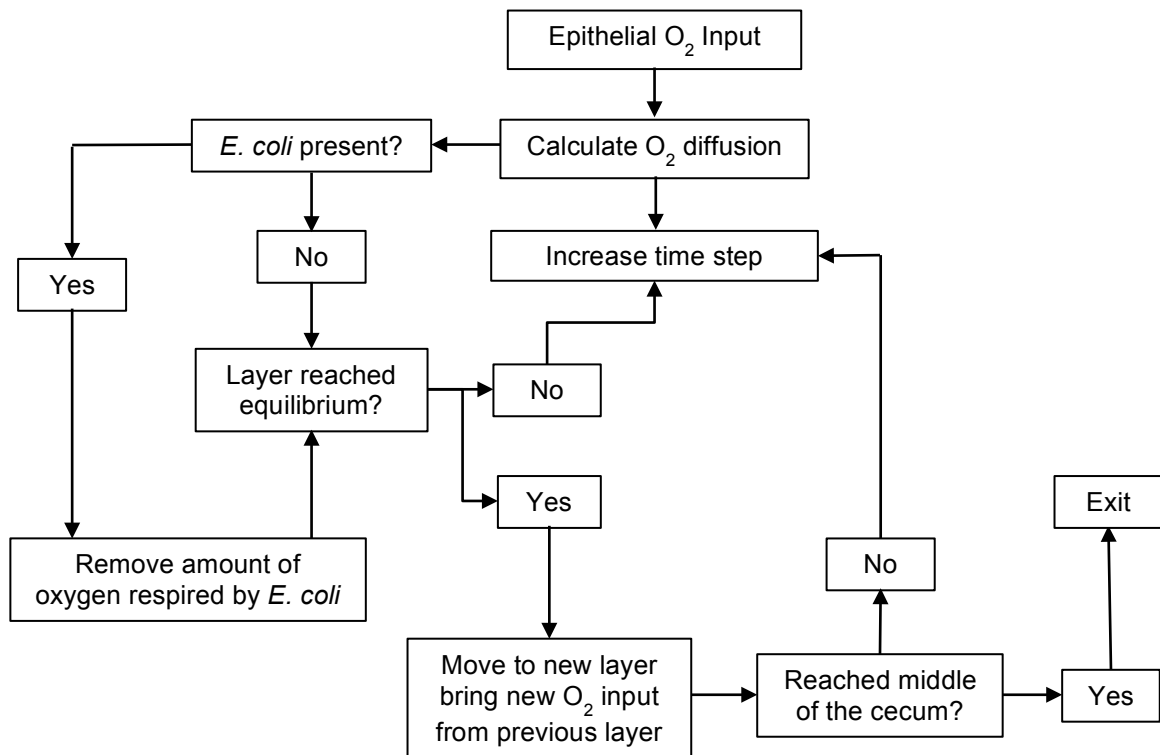 Epithelial O₂ Input
E. coli present?
Calculate O₂ diffusion
No
Increase time step
Yes
Layer reached
equilibrium?
No
Yes
Exit
Remove amount of
oxygen respired by E. coli
No
Move to new layer
bring new O₂ input
from previous layer
Reached middle
of the cecum?
Yes